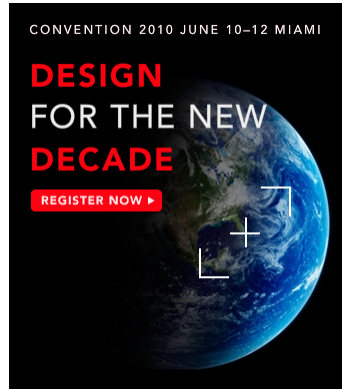 CONVENTION 2010 JUNE 10–12 MIAMI
DESIGN
FOR THE NEW
DECADE
REGISTER NOW